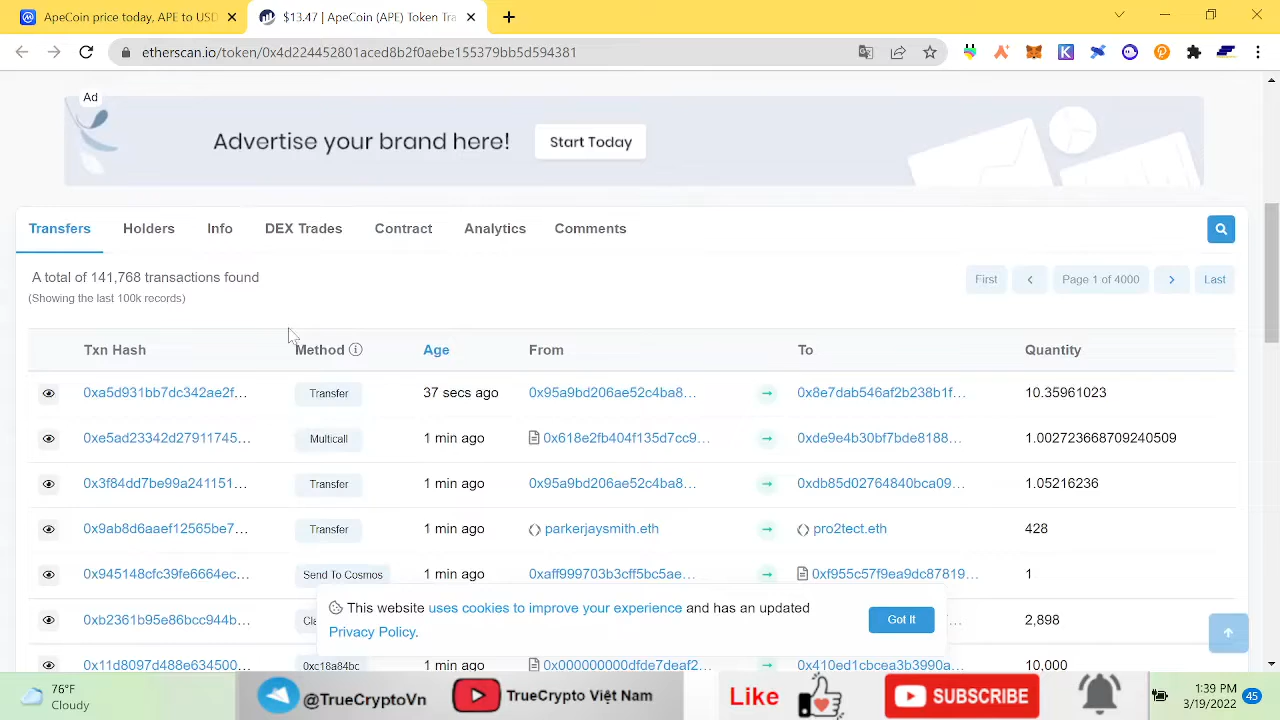 ApeCoin price today, APE to USD
$13.47 | ApeCoin (APE) Token Tra
etherscan.io/token/0x4d224452801aced8b2f0aebe155379bb5d594381
Ad
Advertise your brand here! Start Today
Transfers Holders Info DEX Trades Contract Analytics Comments
A total of 141,768 transactions found
(Showing the last 100k records)
First Page 1 of 4000 Last
Txn Hash Method Age From To Quantity
0xa5d931bb7dc342ae2f... Transfer 37 secs ago 0x95a9bd206ae52c4ba8... 0x8e7dab546af2b238b1f... 10.35961023
0xe5ad23342d27911745... Multicall 1 min ago 0x618e2fb404f135d7cc9... 0xde9e4b30bf7bde8188... 1.002723668709240509
0x3f84dd7be99a241151... Transfer 1 min ago 0x95a9bd206ae52c4ba8... 0xdb85d02764840bca09... 1.05216236
0x9ab8d6aaef12565be7... Transfer 1 min ago parkerjaysmith.eth pro2tect.eth 428
0x945148cfc39fe6664ec... Send To Cosmos 1 min ago 0xaff999703b3cff5bc5ae... 0xf955c57f9ea9dc87819... 1
0xb2361b95e86bcc944b... 2,898
This website uses cookies to improve your experience and has an updated
Privacy Policy.
Got It
0x11d8097d488e634500... 0xc18a84bc 1 min ago 0x000000000dfde7deaf2... 0x410ed1cbcea3b3990a... 10,000
76°F
Cloudy
@TrueCryptoVn
TrueCrypto Việt Nam
Like
SUBSCRIBE
1:39 PM
3/19/2022
45